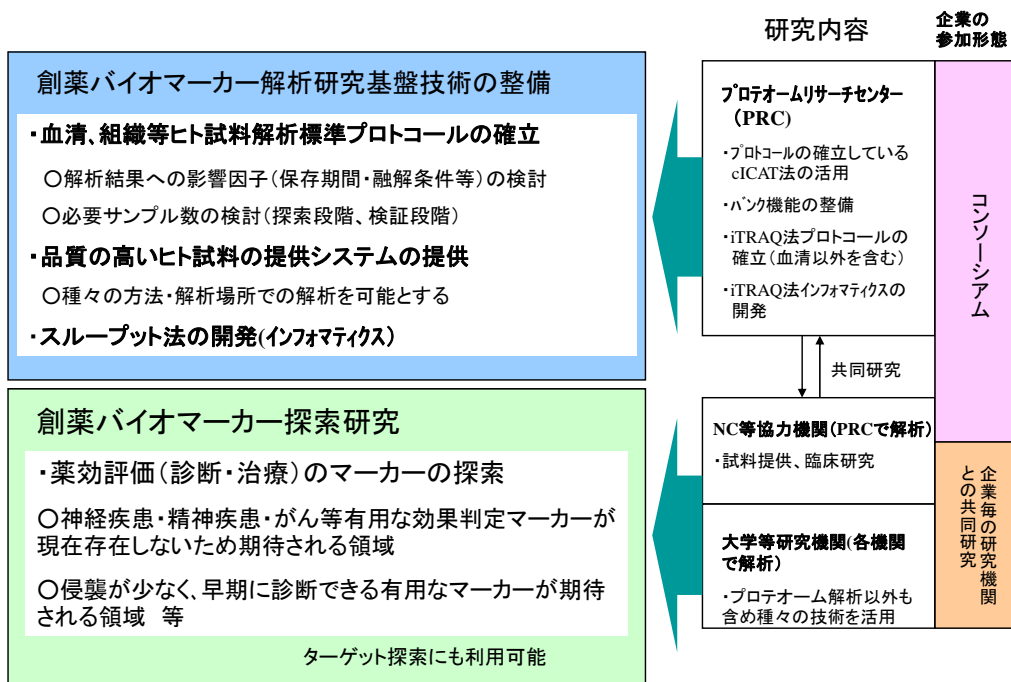 研究内容
企業の
参加形態
創薬バイオマーカー解析研究基盤技術の整備
・血清、組織等ヒト試料解析標準プロトコールの確立
○解析結果への影響因子(保存期間・融解条件等)の検討
○必要サンプル数の検討(探索段階、検証段階)
・品質の高いヒト試料の提供システムの提供
○種々の方法・解析場所での解析を可能とする
・スループット法の開発(インフォマティクス)
プロテオームリサーチセンター
(PRC)
・プロトコールの確立している
cICAT法の活用
・バンク機能の整備
・iTRAQ法プロトコールの
確立(血清以外を含む)
・iTRAQ法インフォマティクスの
開発
コンソーシアム
共同研究
創薬バイオマーカー探索研究
・薬効評価(診断・治療)のマーカーの探索
○神経疾患・精神疾患・がん等有用な効果判定マーカーが
現在存在しないため期待される領域
○侵襲が少なく、早期に診断できる有用なマーカーが期待
される領域 等
ターゲット探索にも利用可能
NC等協力機関(PRCで解析)
・試料提供、臨床研究
大学等研究機関(各機関
で解析)
・プロテオーム解析以外も
含め種々の技術を活用
企業毎の研究機関
との共同研究